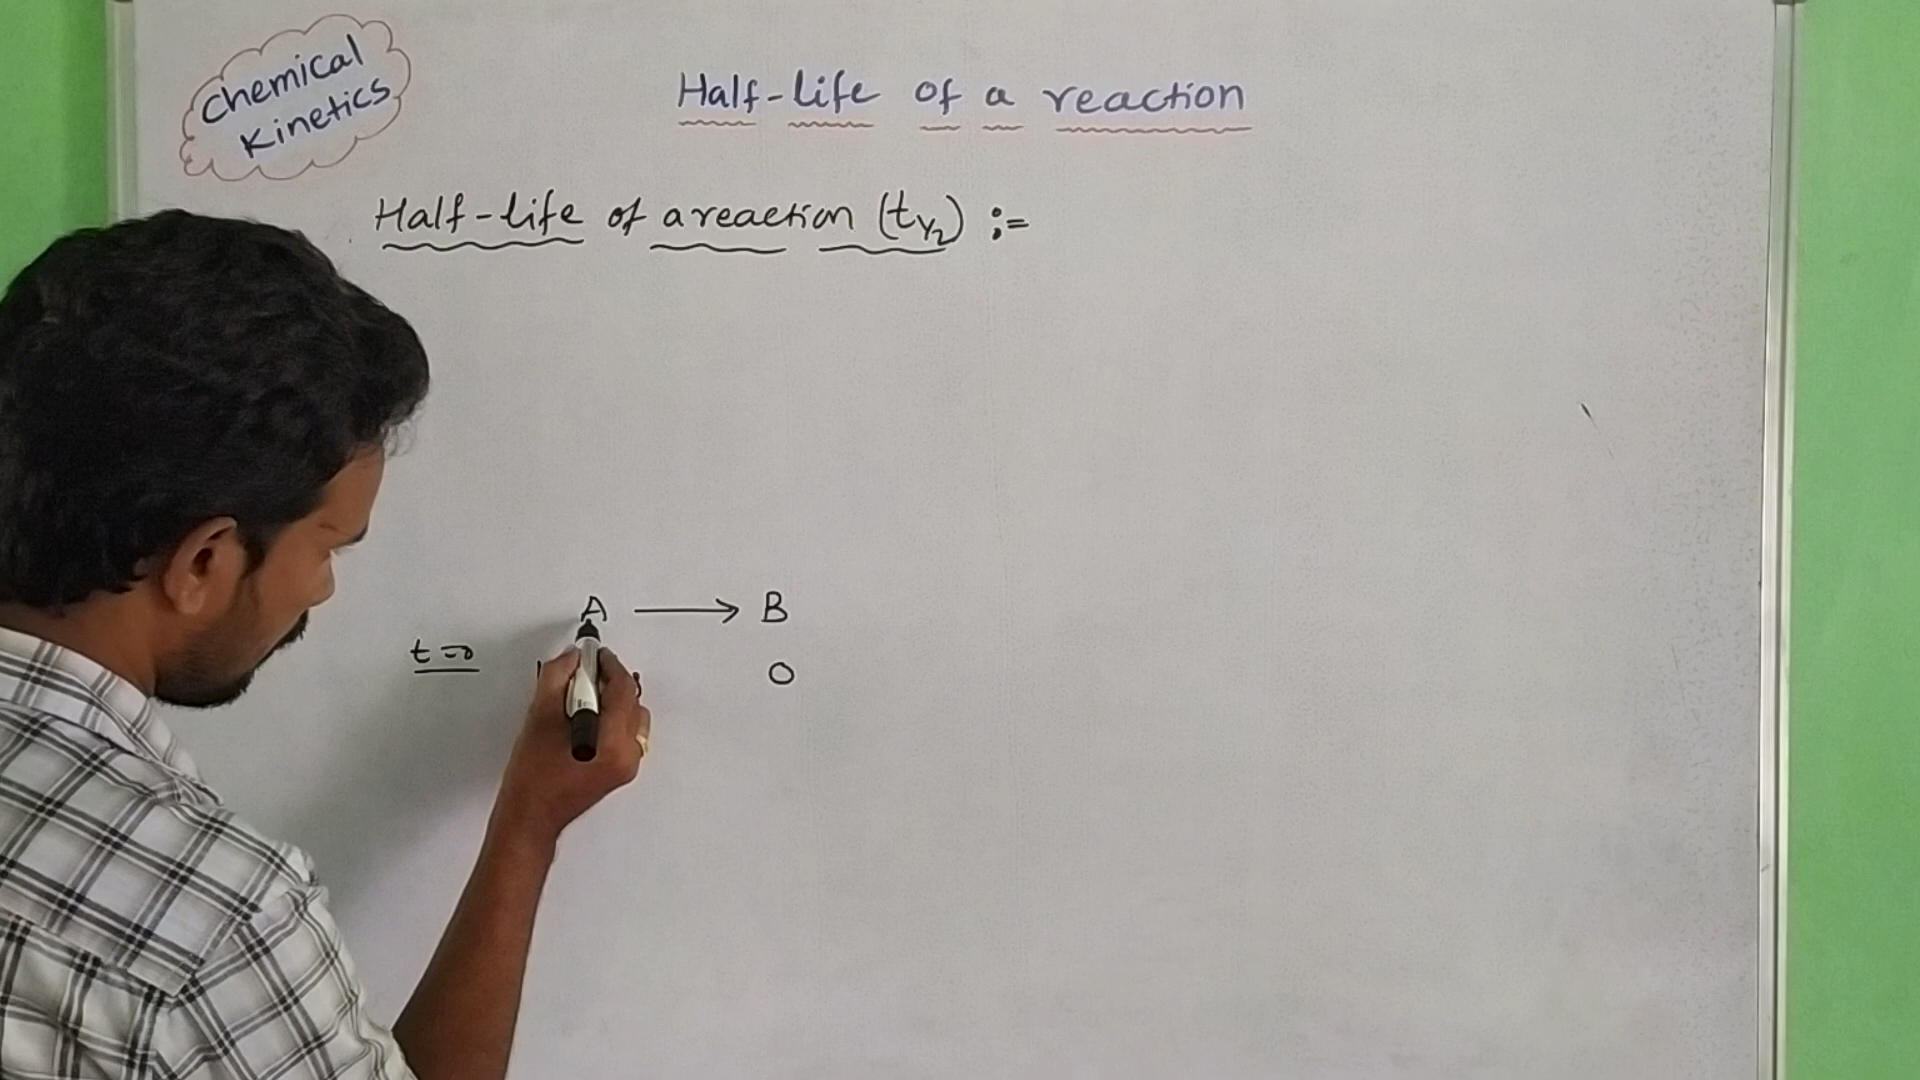 Chemical
Kinetics
Half-life of a reaction
Half-life of a reaction (t1/2) :=
A → B
t=0 0